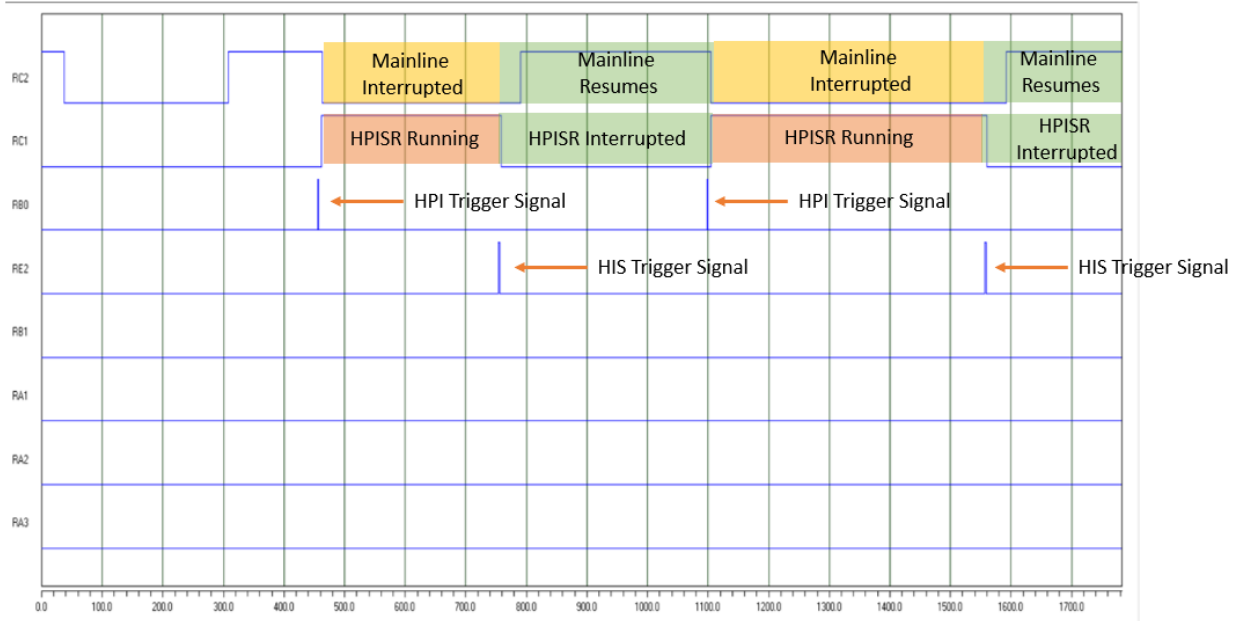 RC2
Mainline
Interrupted
Mainline
Resumes
Mainline
Interrupted
Mainline
Resumes
RC1
HPISR Running
HPISR Interrupted
HPISR Running
HPISR
Interrupted
RB0
HPI Trigger Signal
HPI Trigger Signal
RE2
HIS Trigger Signal
HIS Trigger Signal
RB1
RA1
RA2
RA3
0.0 100.0 200.0 300.0 400.0 500.0 600.0 700.0 800.0 900.0 1000.0 1100.0 1200.0 1300.0 1400.0 1500.0 1600.0 1700.0